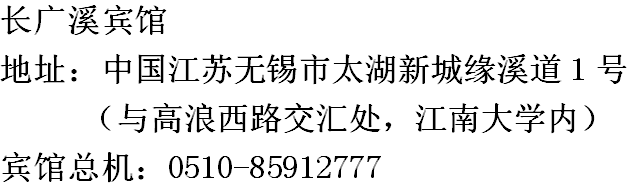 长广溪宾馆
地址：中国江苏无锡市太湖新城缘溪道1号
（与高浪西路交汇处，江南大学内）
宾馆总机：0510-85912777